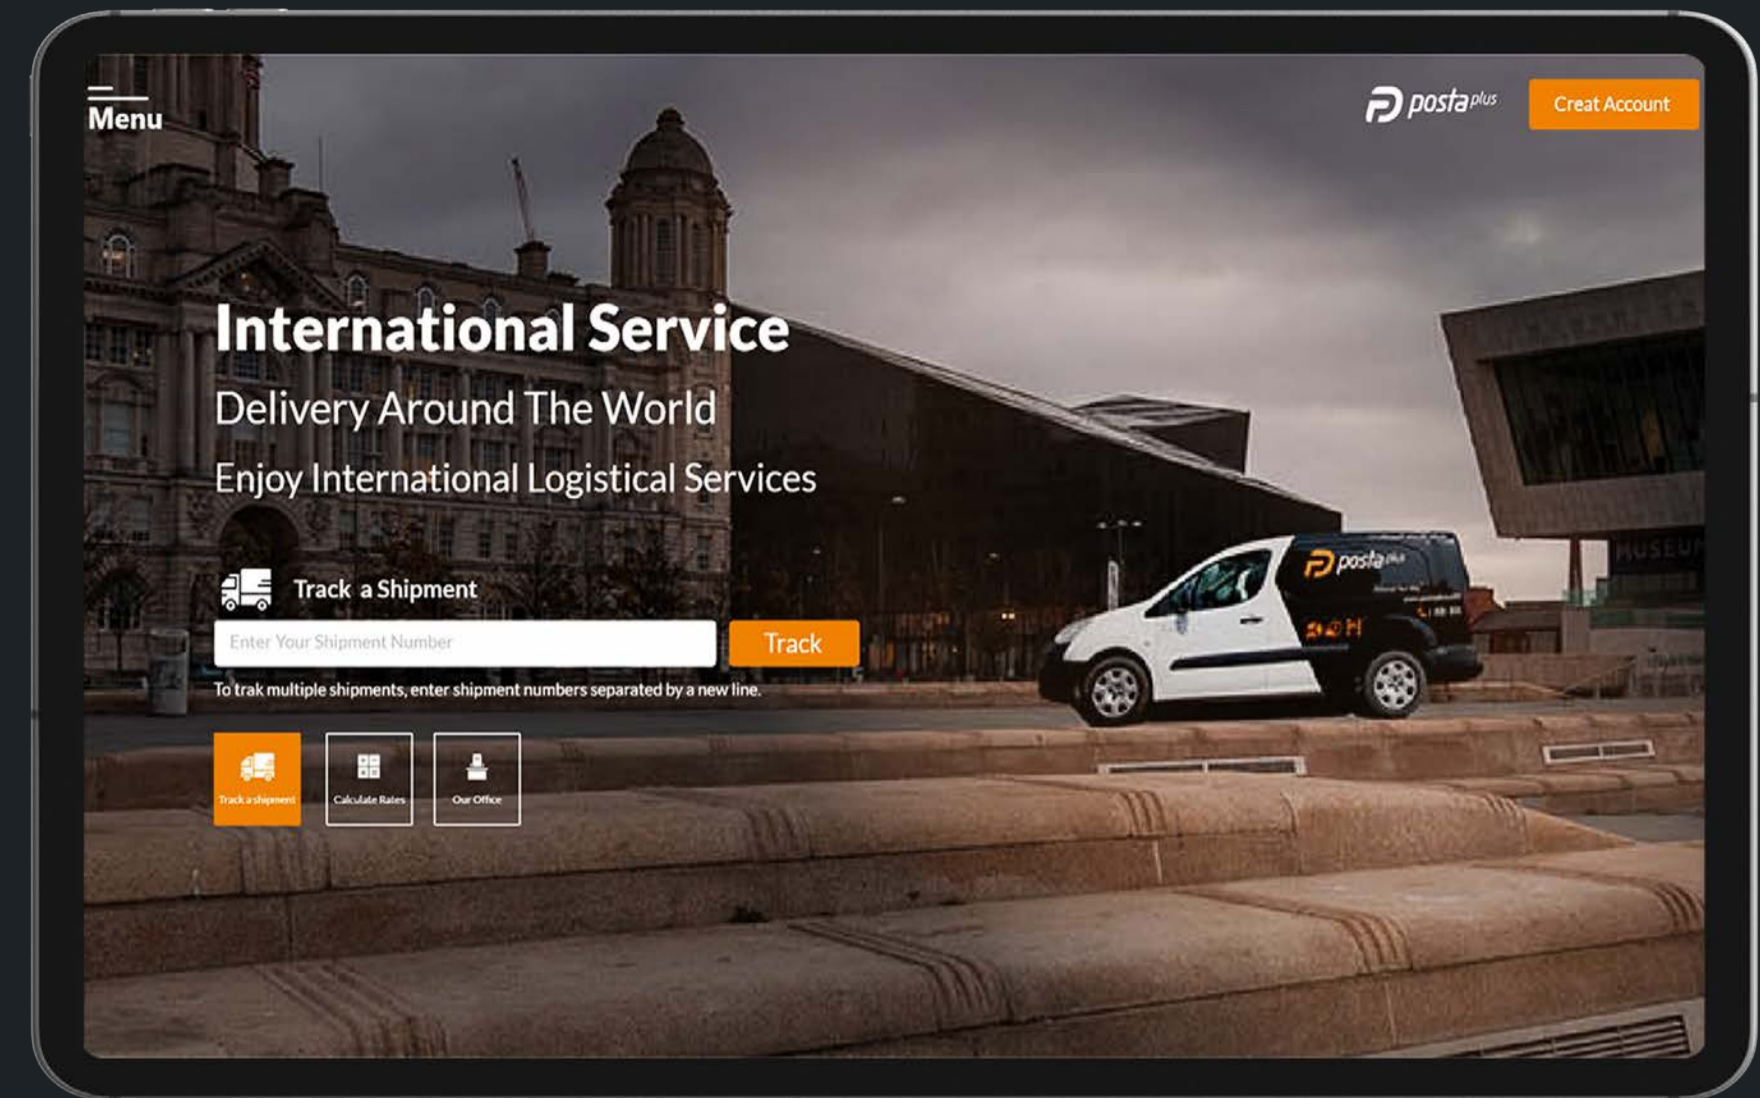 Menu
posta plus
Creat Account
International Service
Delivery Around The World
Enjoy International Logistical Services
Track a Shipment
Enter Your Shipment Number
Track
To trak multiple shipments, enter shipment numbers separated by a new line.
Track a shipment
Calculate Rates
Our Office
posta plus
MUSEUM